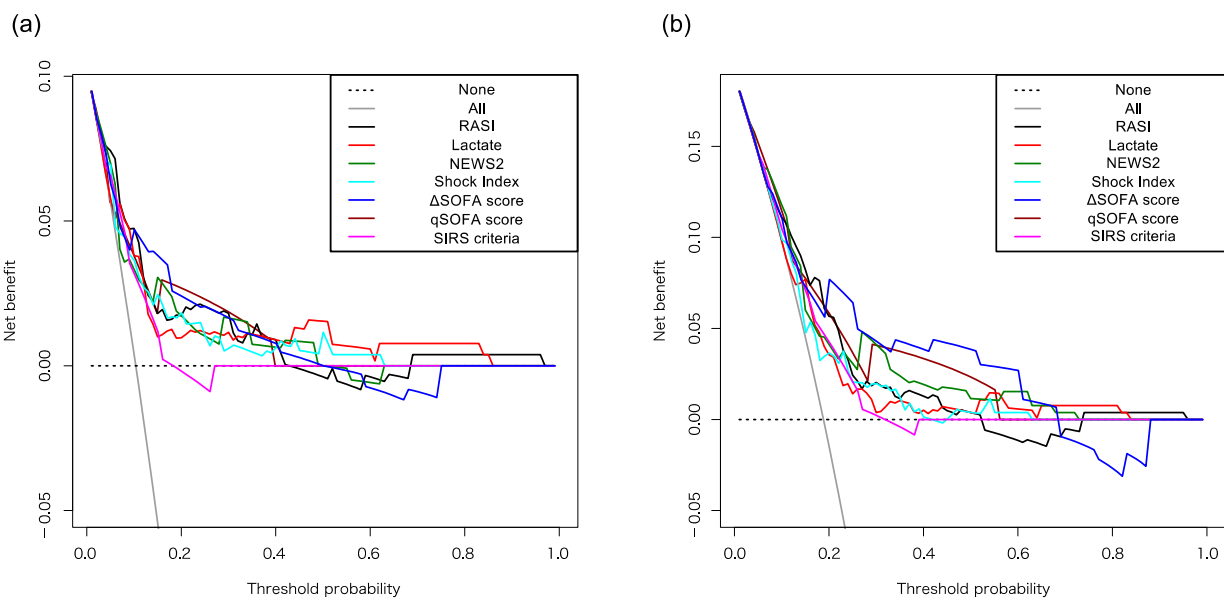 (a)
Net benefit
0.10
0.05
0.00
−0.05
None
All
RASI
Lactate
NEWS2
Shock Index
ΔSOFA score
qSOFA score
SIRS criteria
0.0 0.2 0.4 0.6 0.8 1.0
Threshold probability
(b)
Net benefit
0.15
0.10
0.05
0.00
−0.05
None
All
RASI
Lactate
NEWS2
Shock Index
ΔSOFA score
qSOFA score
SIRS criteria
0.0 0.2 0.4 0.6 0.8 1.0
Threshold probability